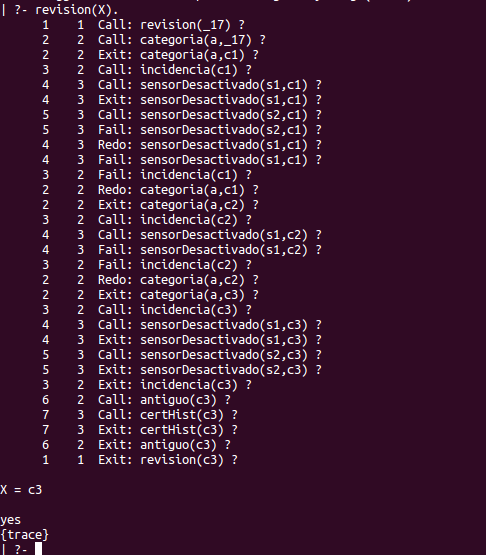 | ?- revision(X).
      1    1  Call: revision(_17) ?
      2    2  Call: categoria(a,_17) ?
      2    2  Exit: categoria(a,c1) ?
      3    2  Call: incidencia(c1) ?
      4    3  Call: sensorDesactivado(s1,c1) ?
      4    3  Exit: sensorDesactivado(s1,c1) ?
      5    3  Call: sensorDesactivado(s2,c1) ?
      5    3  Fail: sensorDesactivado(s2,c1) ?
      4    3  Redo: sensorDesactivado(s1,c1) ?
      4    3  Fail: sensorDesactivado(s1,c1) ?
      3    2  Fail: incidencia(c1) ?
      2    2  Redo: categoria(a,c1) ?
      2    2  Exit: categoria(a,c2) ?
      3    2  Call: incidencia(c2) ?
      4    3  Call: sensorDesactivado(s1,c2) ?
      4    3  Fail: sensorDesactivado(s1,c2) ?
      3    2  Fail: incidencia(c2) ?
      2    2  Redo: categoria(a,c2) ?
      2    2  Exit: categoria(a,c3) ?
      3    2  Call: incidencia(c3) ?
      4    3  Call: sensorDesactivado(s1,c3) ?
      4    3  Exit: sensorDesactivado(s1,c3) ?
      5    3  Call: sensorDesactivado(s2,c3) ?
      5    3  Exit: sensorDesactivado(s2,c3) ?
      3    2  Exit: incidencia(c3) ?
      6    2  Call: antiguo(c3) ?
      7    3  Call: certHist(c3) ?
      7    3  Exit: certHist(c3) ?
      6    2  Exit: antiguo(c3) ?
      1    1  Exit: revision(c3) ?
X = c3
yes
{trace}
| ?-